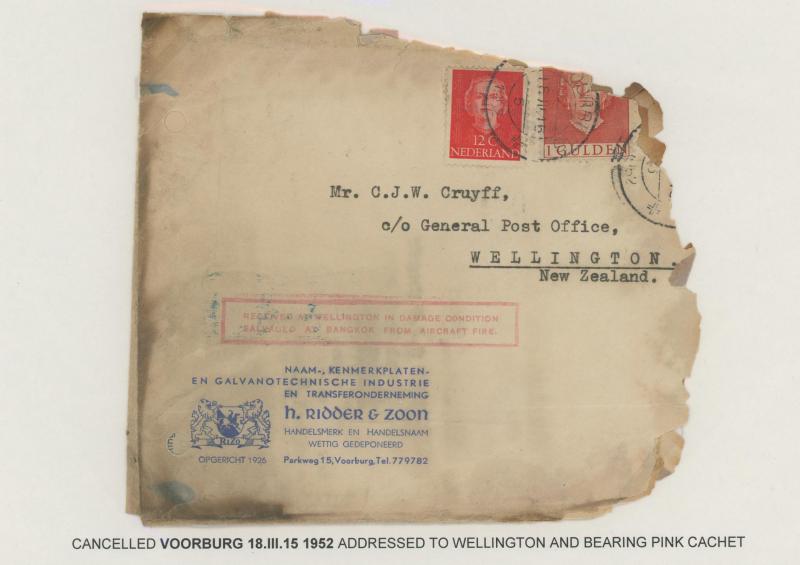 12 C
NEDERLAND
1 GULDEN
Mr. C.J.W. Cruyff,
c/o General Post Office,
WELLINGTON.
New Zealand.
RECEIVED AT WELLINGTON IN DAMAGE CONDITION
SALVAGED AT BANGKOK FROM AIRCRAFT FIRE.
NAAM-, KENMERKPLATEN-
EN GALVANOTECHNISCHE INDUSTRIE
EN TRANSFERONDERNEMING
h. RIDDER & ZOON
HANDELSMERK EN HANDELSNAAM
WETTIG GEDEPONEERD
RIZO
OPGERICHT 1926
Parkweg 15, Voorburg, Tel. 779782
CANCELLED VOORBURG 18.III.15 1952 ADDRESSED TO WELLINGTON AND BEARING PINK CACHET